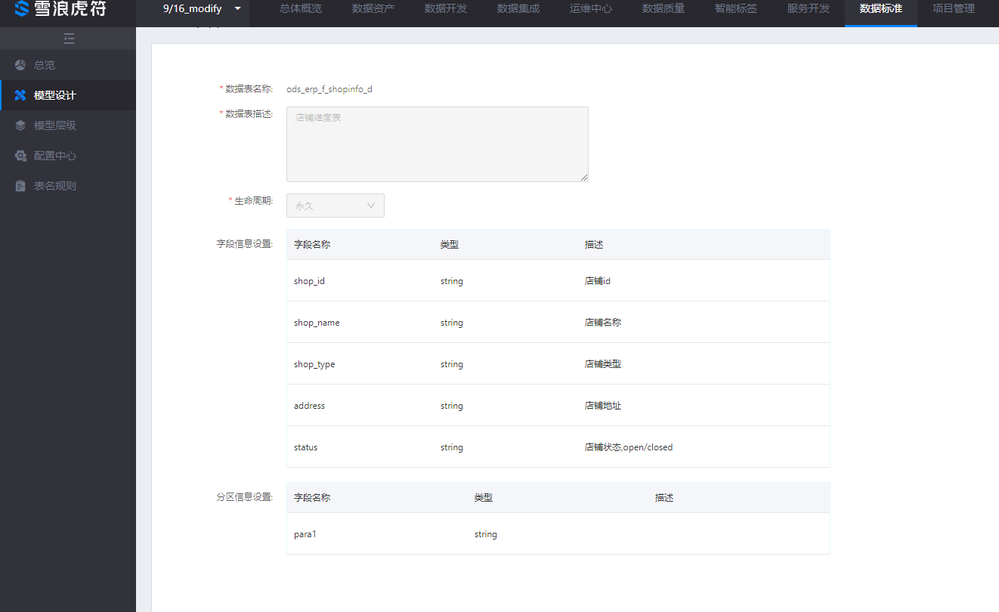 雪浪虎符
9/16_modify 总体概览 数据资产 数据开发 数据集成 运维中心 数据质量 智能标签 服务开发 数据标准 项目管理
总览
模型设计
模型层级
配置中心
表名规则
* 数据表名称: ods_erp_f_shopinfo_d
* 数据表描述: 店铺维度表
* 生命周期: 永久
字段信息设置: 字段名称 类型 描述
shop_id string 店铺id
shop_name string 店铺名称
shop_type string 店铺类型
address string 店铺地址
status string 店铺状态,open/closed
分区信息设置: 字段名称 类型 描述
para1 string